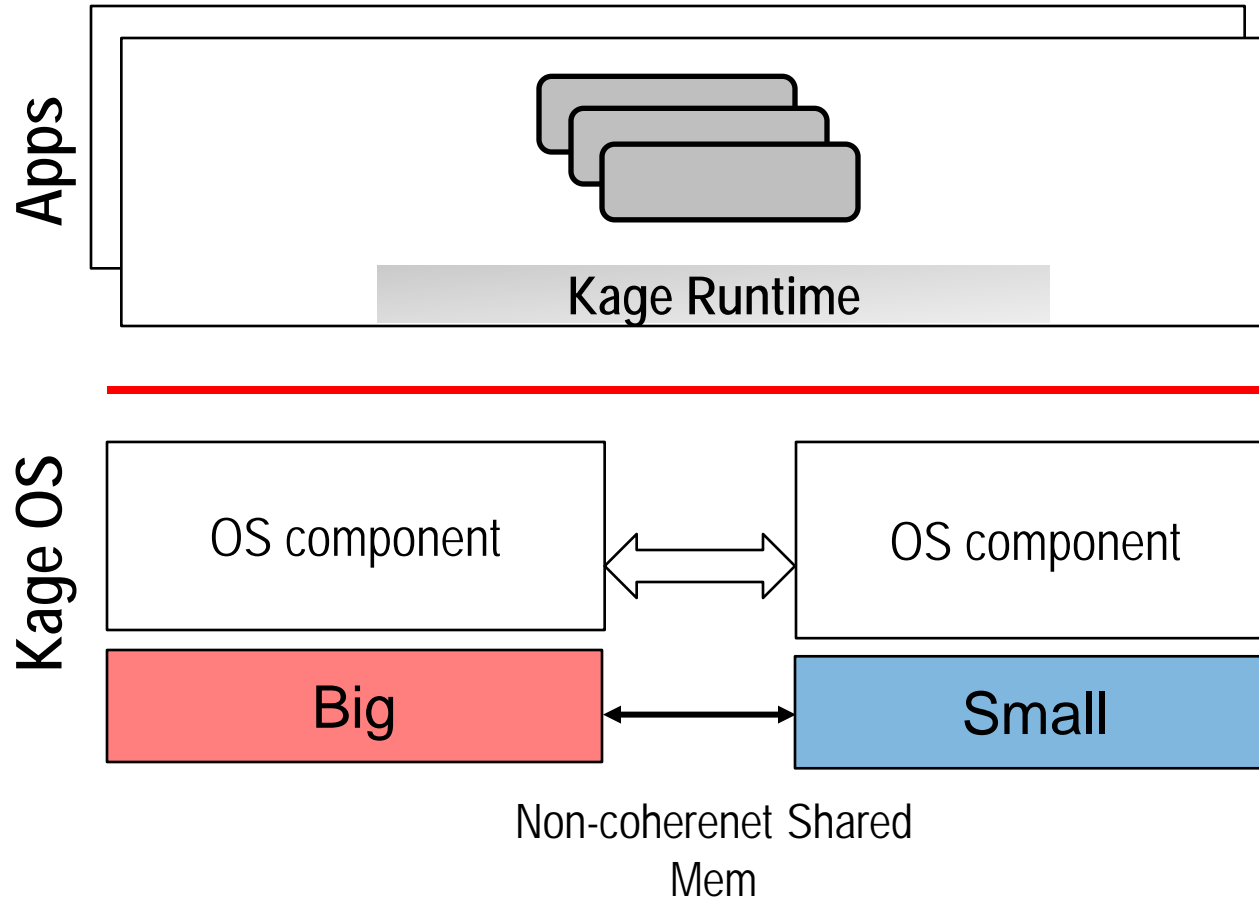 Apps
Kage Runtime
Kage OS
OS component
OS component
Big
Small
Non-coherenet Shared
Mem